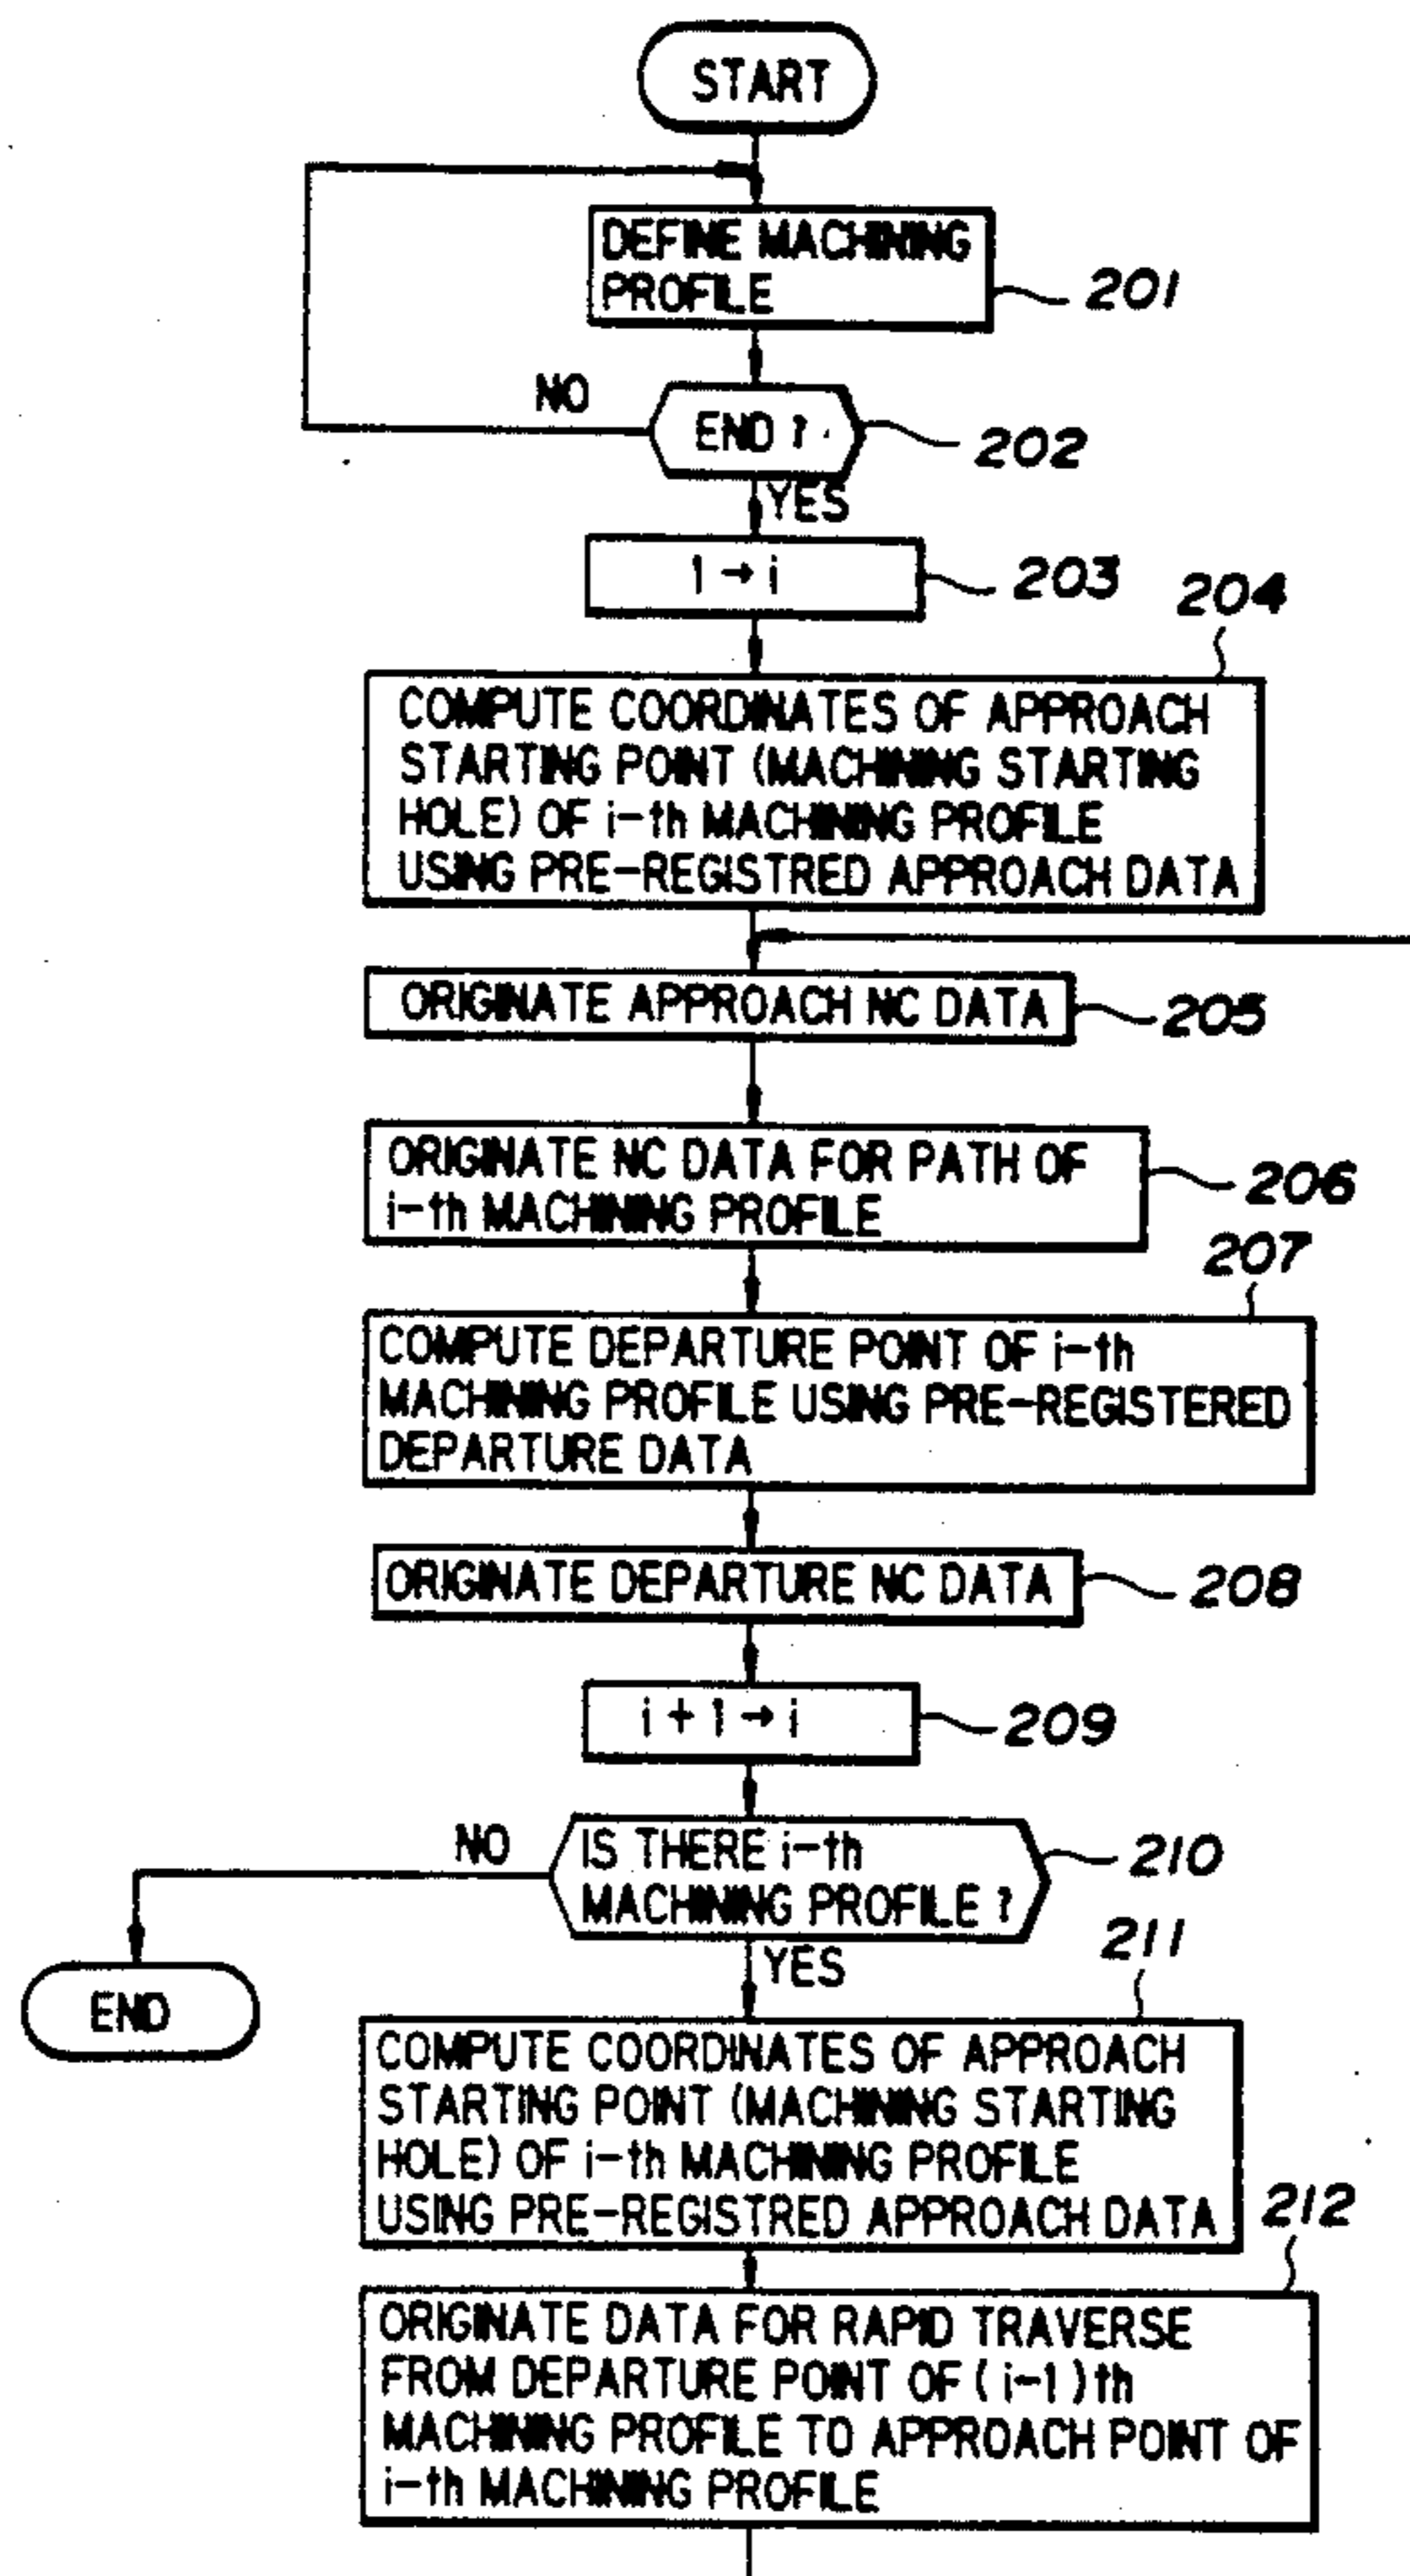 START
DEFINE MACHINING
PROFILE
201
NO
END ?
202
YES
1 → i
203
204
COMPUTE COORDINATES OF APPROACH
STARTING POINT (MACHINING STARTING
HOLE) OF i-th MACHINING PROFILE
USING PRE-REGISTRED APPROACH DATA
ORIGINATE APPROACH NC DATA
205
ORIGINATE NC DATA FOR PATH OF
i-th MACHINING PROFILE
206
207
COMPUTE DEPARTURE POINT OF i-th
MACHINING PROFILE USING PRE-REGISTERED
DEPARTURE DATA
ORIGINATE DEPARTURE NC DATA
208
i + 1 → i
209
NO
IS THERE i-th
MACHINING PROFILE ?
210
YES
211
END
COMPUTE COORDINATES OF APPROACH
STARTING POINT (MACHINING STARTING
HOLE) OF i-th MACHINING PROFILE
USING PRE-REGISTRED APPROACH DATA
212
ORIGINATE DATA FOR RAPID TRAVERSE
FROM DEPARTURE POINT OF (i-1)th
MACHINING PROFILE TO APPROACH POINT OF
i-th MACHINING PROFILE